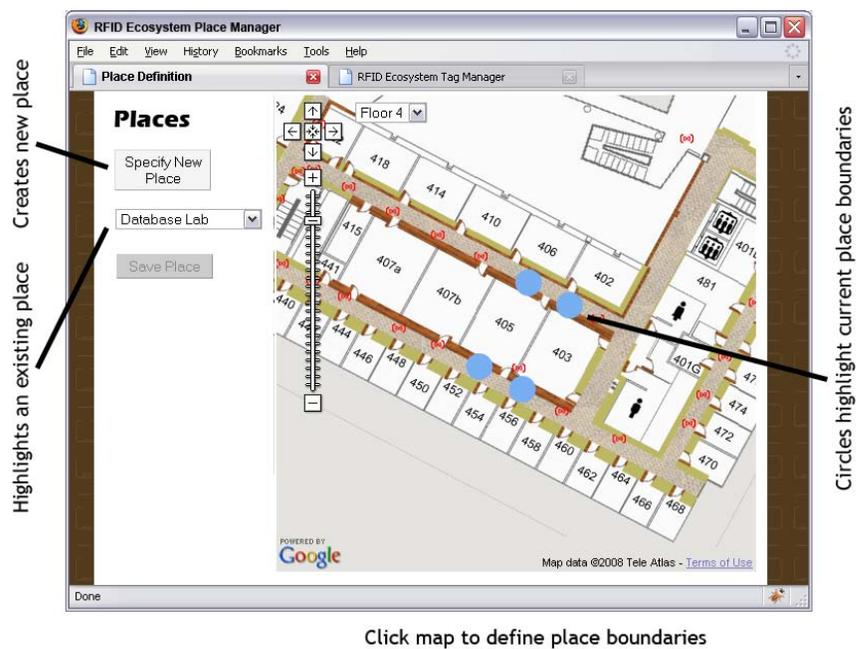 RFID Ecosystem Place Manager
File Edit View History Bookmarks Tools Help
Place Definition
RFID Ecosystem Tag Manager
Creates new place
Highlights an existing place
Places
Specify New
Place
Database Lab
Save Place
Floor 4
418
414
410
406
402
415
407a
407b
405
403
441
440
444
446
448
450
452
454
456
458
460
462
464
466
468
470
472
474
481
401G
POWERED BY
Google
Map data ©2008 Tele Atlas - Terms of Use
Done
Circles highlight current place boundaries
Click map to define place boundaries